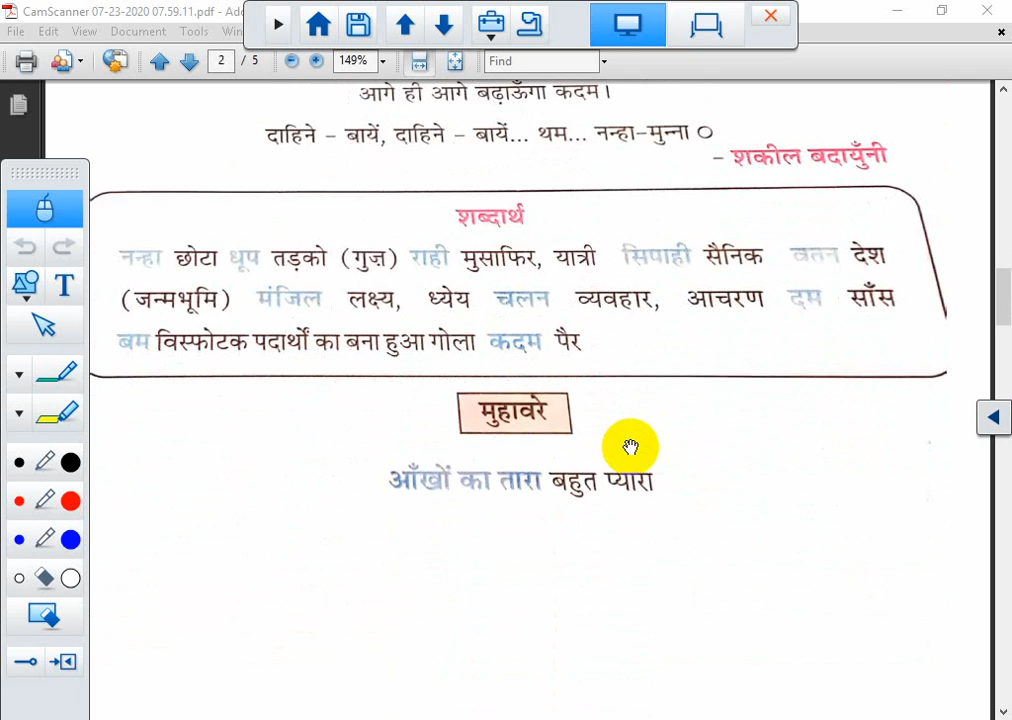 CamScanner 07-23-2020 07.59.11.pdf - Ad
File Edit View Document Tools Win
2 / 5 149% Find
आगे ही आगे बढ़ाऊँगा कदम।
दाहिने – बायें, दाहिने – बायें... थम... नन्हा-मुन्ना ०
– शकील बदायुँनी
शब्दार्थ
नन्हा छोटा धूप तड़को (गुज) राही मुसाफिर, यात्री सिपाही सैनिक वतन देश
(जन्मभूमि) मंजिल लक्ष्य, ध्येय चलन व्यवहार, आचरण दम साँस
बम विस्फोटक पदार्थों का बना हुआ गोला कदम पैर
मुहावरे
आँखों का तारा बहुत प्यारा
T